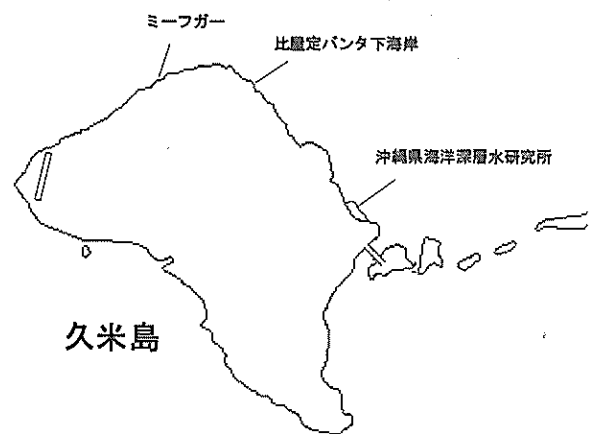 ミーフガー
比屋定バンタ下海岸
沖縄県海洋深層水研究所
久米島